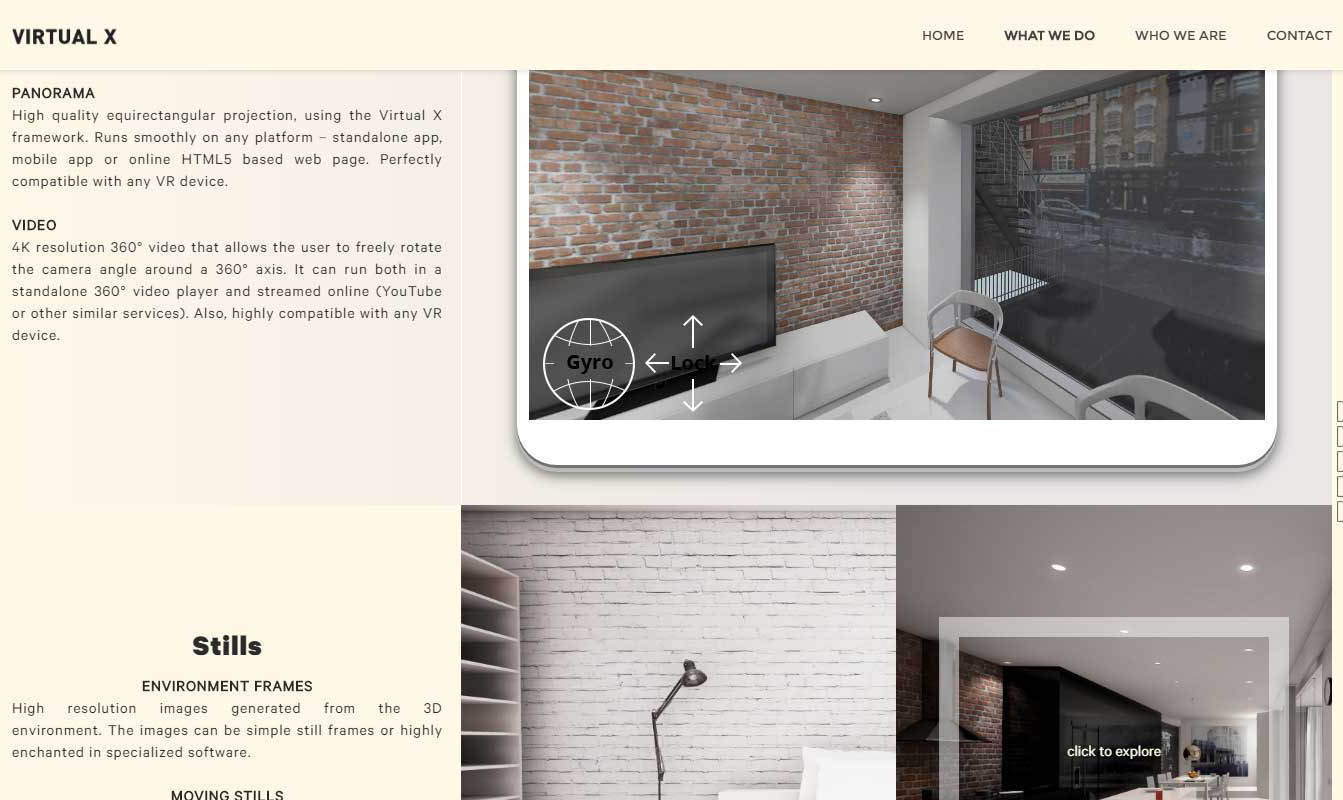 VIRTUAL X
HOME
WHAT WE DO
WHO WE ARE
CONTACT
PANORAMA
High quality equirectangular projection, using the Virtual X
framework. Runs smoothly on any platform – standalone app,
mobile app or online HTML5 based web page. Perfectly
compatible with any VR device.
VIDEO
4K resolution 360° video that allows the user to freely rotate
the camera angle around a 360° axis. It can run both in a
standalone 360° video player and streamed online (YouTube
or other similar services). Also, highly compatible with any VR
device.
Gyro
Lock
Stills
ENVIRONMENT FRAMES
High resolution images generated from the 3D
environment. The images can be simple still frames or highly
enchanted in specialized software.
MOVING STILLS
click to explore